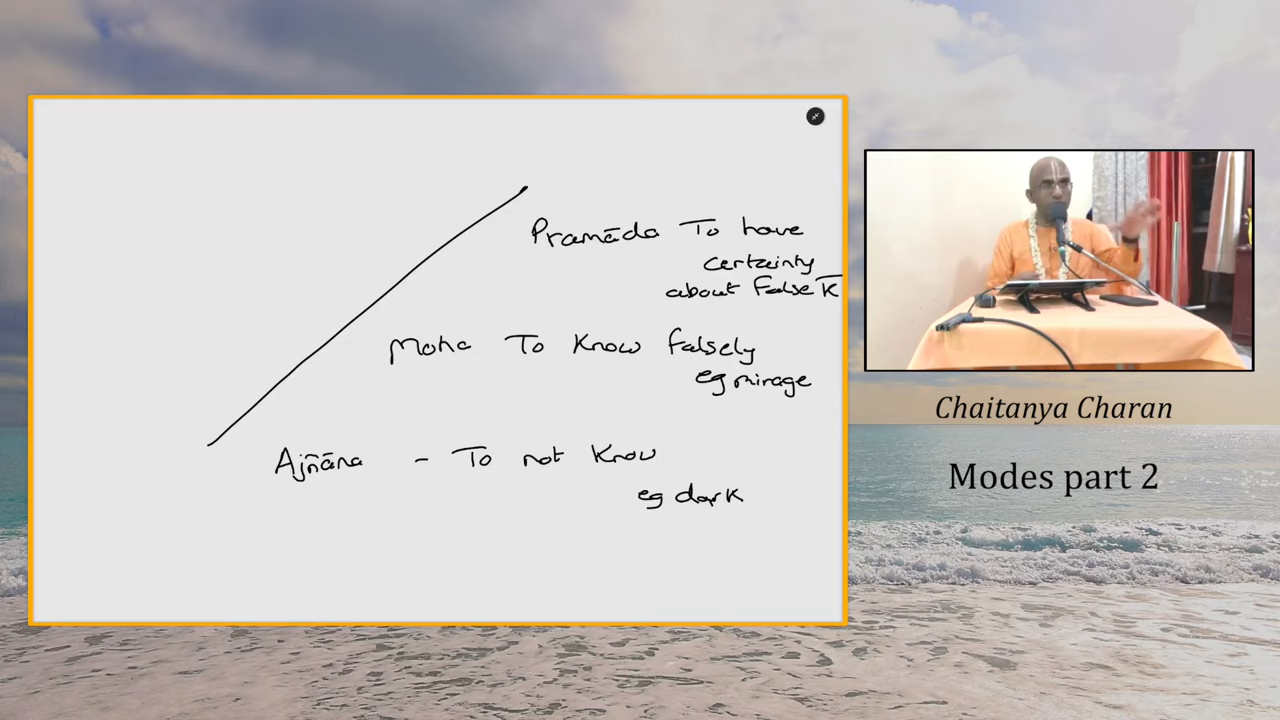 Pramāda To have
certainty
about false K
Moha To Know falsely
eg mirage
Ajñāna - To not Know
eg dark
Chaitanya Charan
Modes part 2